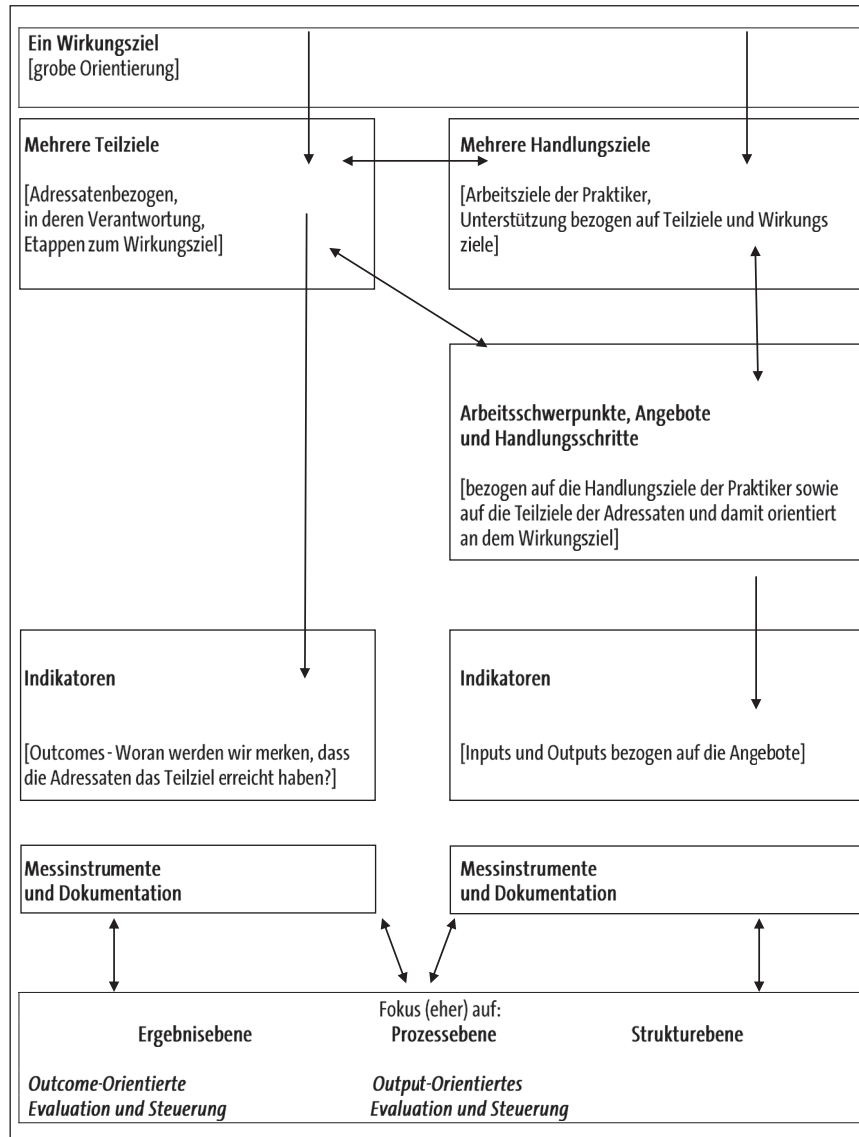 Ein Wirkungsziel
[grobe Orientierung]
Mehrere Teilziele
[Adressatenbezogen,
in deren Verantwortung,
Etappen zum Wirkungsziel]
Mehrere Handlungsziele
[Arbeitsziele der Praktiker,
Unterstützung bezogen auf Teilziele und Wirkungs
ziele]
Arbeitsschwerpunkte, Angebote
und Handlungsschritte
[bezogen auf die Handlungsziele der Praktiker sowie
auf die Teilziele der Adressaten und damit orientiert
an dem Wirkungsziel]
Indikatoren
[Outcomes - Woran werden wir merken, dass
die Adressaten das Teilziel erreicht haben?]
Indikatoren
[Inputs und Outputs bezogen auf die Angebote]
Messinstrumente
und Dokumentation
Messinstrumente
und Dokumentation
Fokus (eher) auf:
Ergebnisebene Prozessebene Strukturebene
Outcome-Orientierte Output-Orientiertes
Evaluation und Steuerung Evaluation und Steuerung